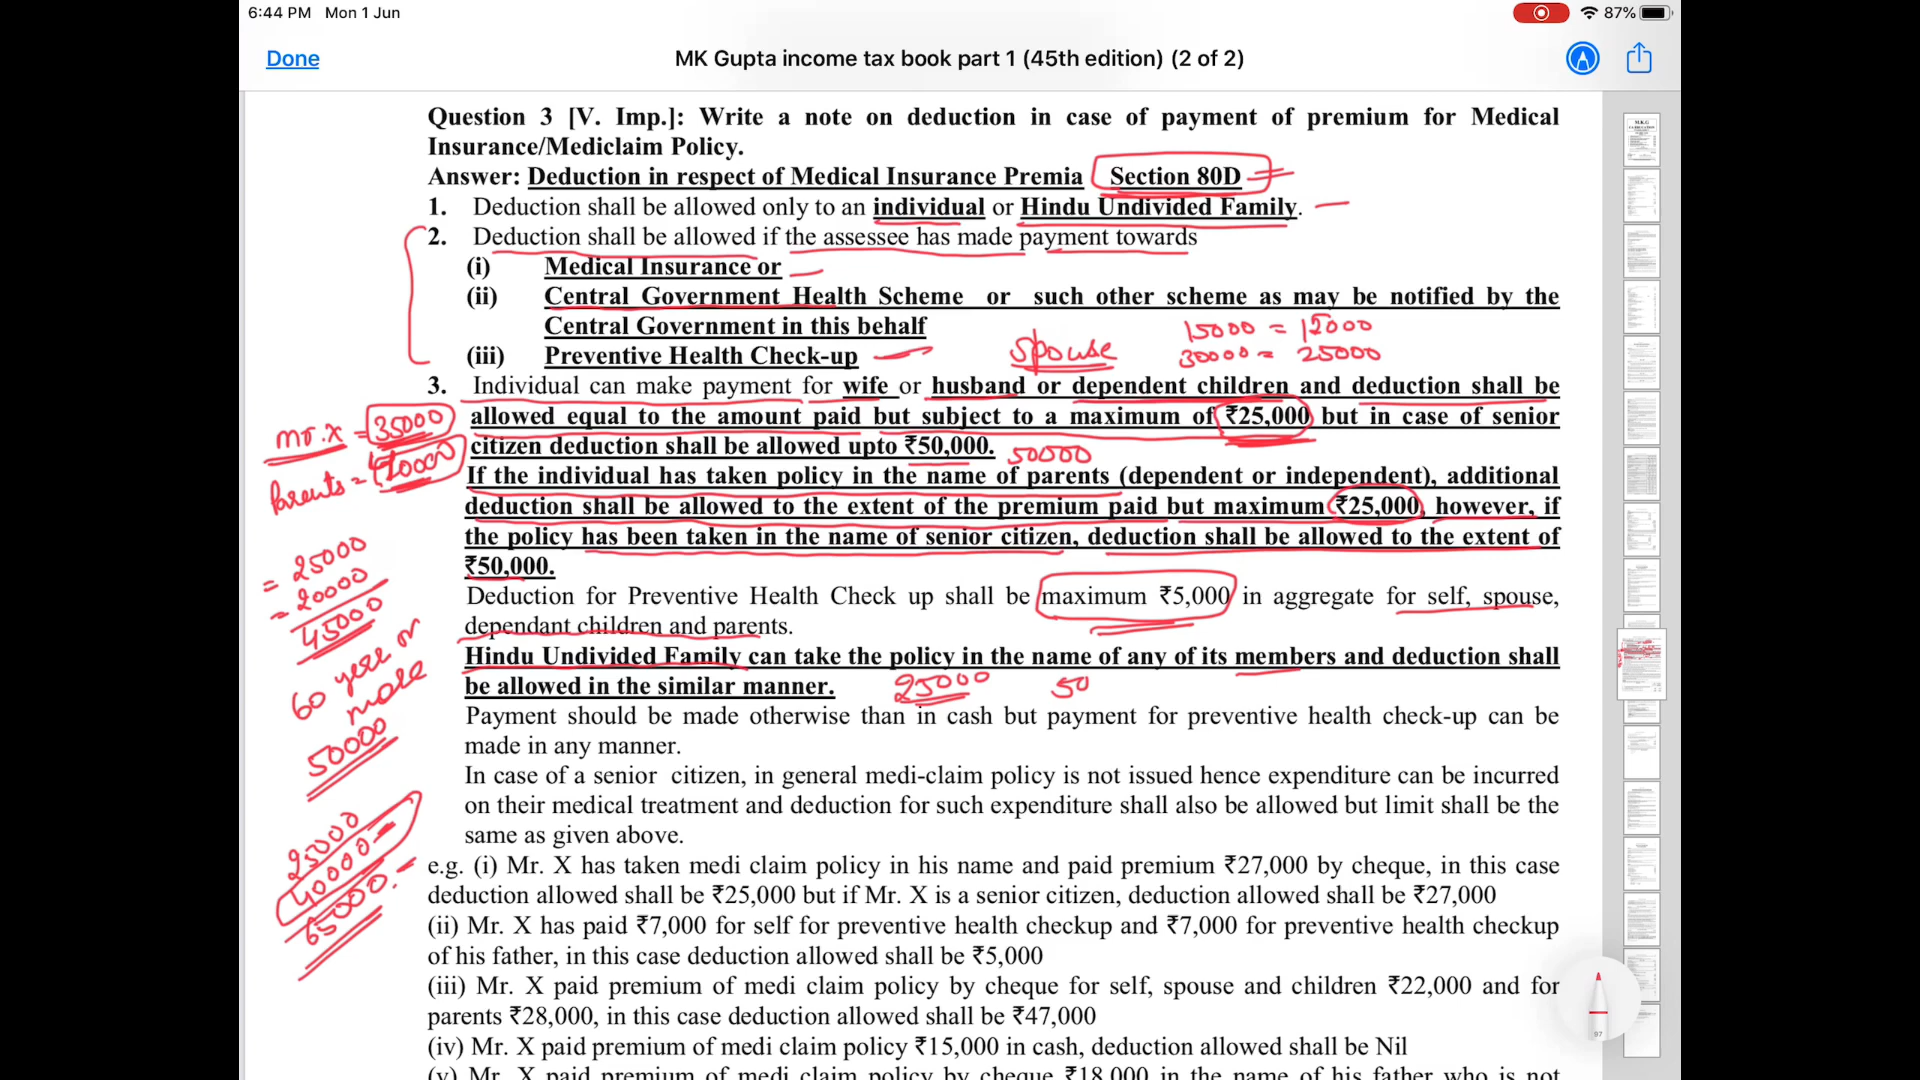 6:44 PM Mon 1 Jun
87%
Done
MK Gupta income tax book part 1 (45th edition) (2 of 2)
Question 3 [V. Imp.]: Write a note on deduction in case of payment of premium for Medical
Insurance/Mediclaim Policy.
Answer: Deduction in respect of Medical Insurance Premia Section 80D
1. Deduction shall be allowed only to an individual or Hindu Undivided Family.
2. Deduction shall be allowed if the assessee has made payment towards
(i) Medical Insurance or
(ii) Central Government Health Scheme or such other scheme as may be notified by the
Central Government in this behalf
15000 = 15000
(iii) Preventive Health Check-up
spouse
30000 = 25000
3. Individual can make payment for wife or husband or dependent children and deduction shall be
allowed equal to the amount paid but subject to a maximum of ₹25,000 but in case of senior
mr.x = 35000
citizen deduction shall be allowed upto ₹50,000.
50000
Parents =
If the individual has taken policy in the name of parents (dependent or independent), additional
deduction shall be allowed to the extent of the premium paid but maximum ₹25,000, however, if
the policy has been taken in the name of senior citizen, deduction shall be allowed to the extent of
₹50,000.
= 25000
= 20000
4500
Deduction for Preventive Health Check up shall be maximum ₹5,000 in aggregate for self, spouse,
dependant children and parents.
60 year or
more
50000
Hindu Undivided Family can take the policy in the name of any of its members and deduction shall
be allowed in the similar manner.
25000 50
Payment should be made otherwise than in cash but payment for preventive health check-up can be
made in any manner.
In case of a senior citizen, in general medi-claim policy is not issued hence expenditure can be incurred
on their medical treatment and deduction for such expenditure shall also be allowed but limit shall be the
same as given above.
25000
40000
65000
e.g. (i) Mr. X has taken medi claim policy in his name and paid premium ₹27,000 by cheque, in this case
deduction allowed shall be ₹25,000 but if Mr. X is a senior citizen, deduction allowed shall be ₹27,000
(ii) Mr. X has paid ₹7,000 for self for preventive health checkup and ₹7,000 for preventive health checkup
of his father, in this case deduction allowed shall be ₹5,000
(iii) Mr. X paid premium of medi claim policy by cheque for self, spouse and children ₹22,000 and for
parents ₹28,000, in this case deduction allowed shall be ₹47,000
(iv) Mr. X paid premium of medi claim policy ₹15,000 in cash, deduction allowed shall be Nil
(v) Mr. X paid premium of medi claim policy by cheque ₹18,000 in the name of his father who is not
97